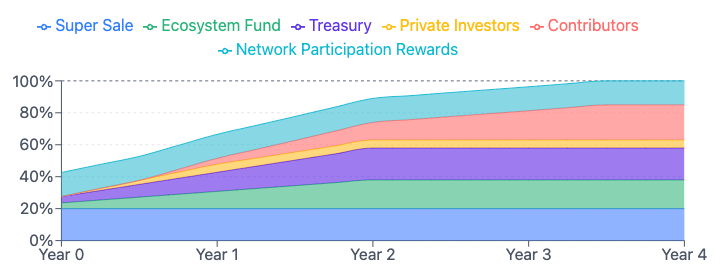 Super Sale Ecosystem Fund Treasury Private Investors Contributors
Network Participation Rewards
100%
80%
60%
40%
20%
0%
Year 0 Year 1 Year 2 Year 3 Year 4